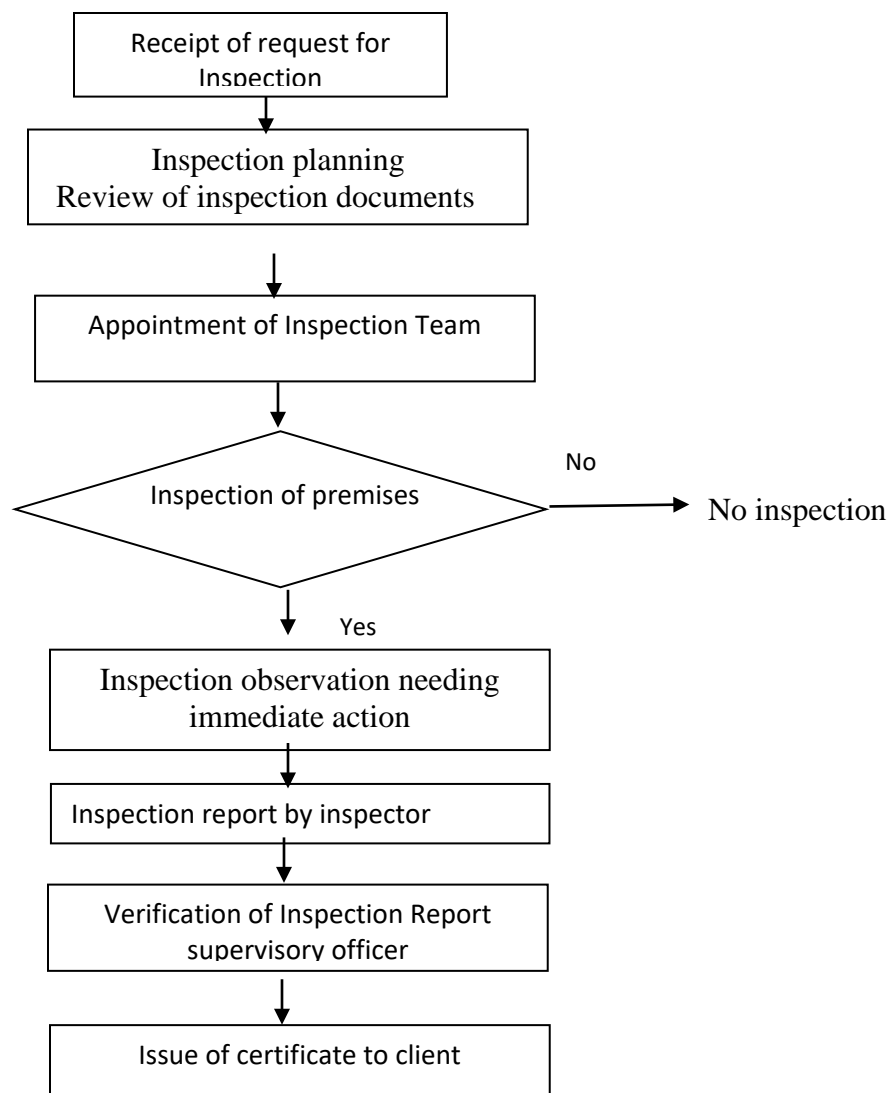 Receipt of request for
Inspection
Inspection planning
Review of inspection documents
Appointment of Inspection Team
No
Inspection of premises
No inspection
Yes
Inspection observation needing
immediate action
Inspection report by inspector
Verification of Inspection Report
supervisory officer
Issue of certificate to client